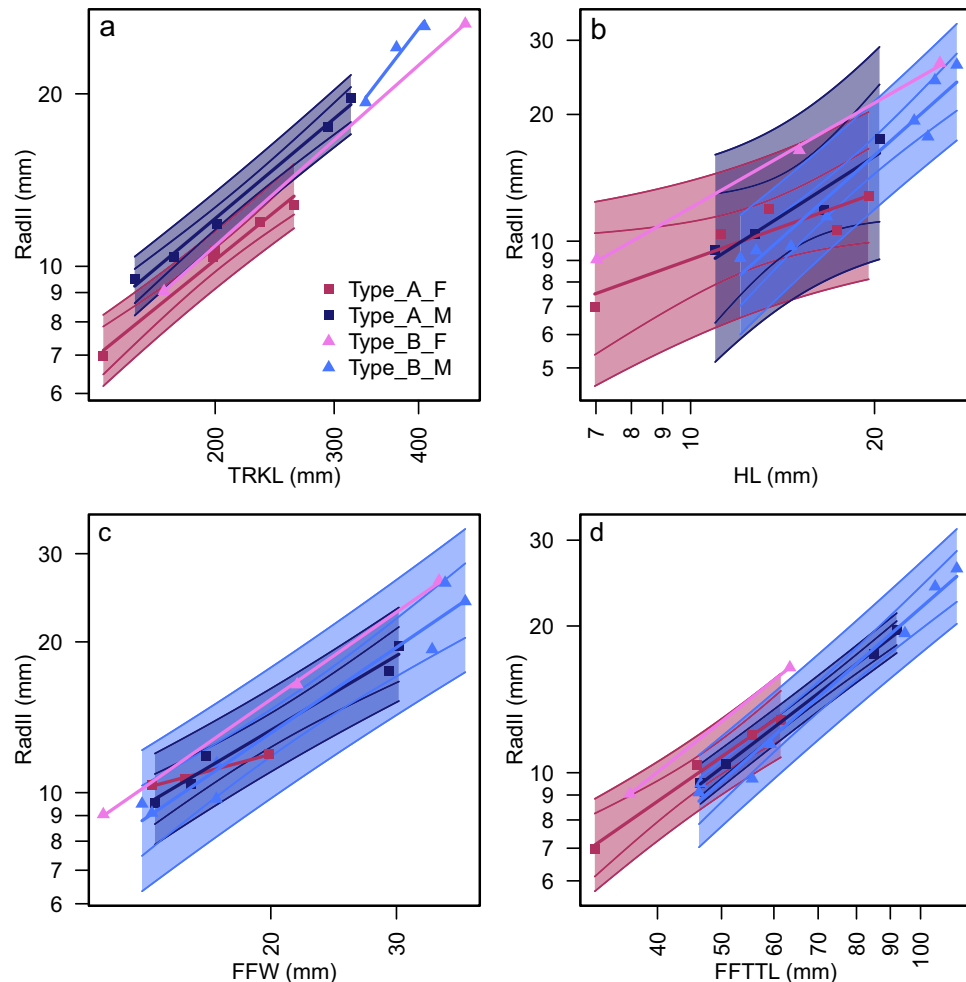 a
20
10
9
8
7
6
RadII (mm)
200
300
400
TRKL (mm)
Type_A_F
Type_A_M
Type_B_F
Type_B_M
b
30
20
10
9
8
7
6
5
RadII (mm)
7
8
9
10
20
HL (mm)
c
30
20
10
9
8
7
6
RadII (mm)
20
30
FFW (mm)
d
30
20
10
9
8
7
6
RadII (mm)
40
50
60
70
80
90
100
FFTTL (mm)